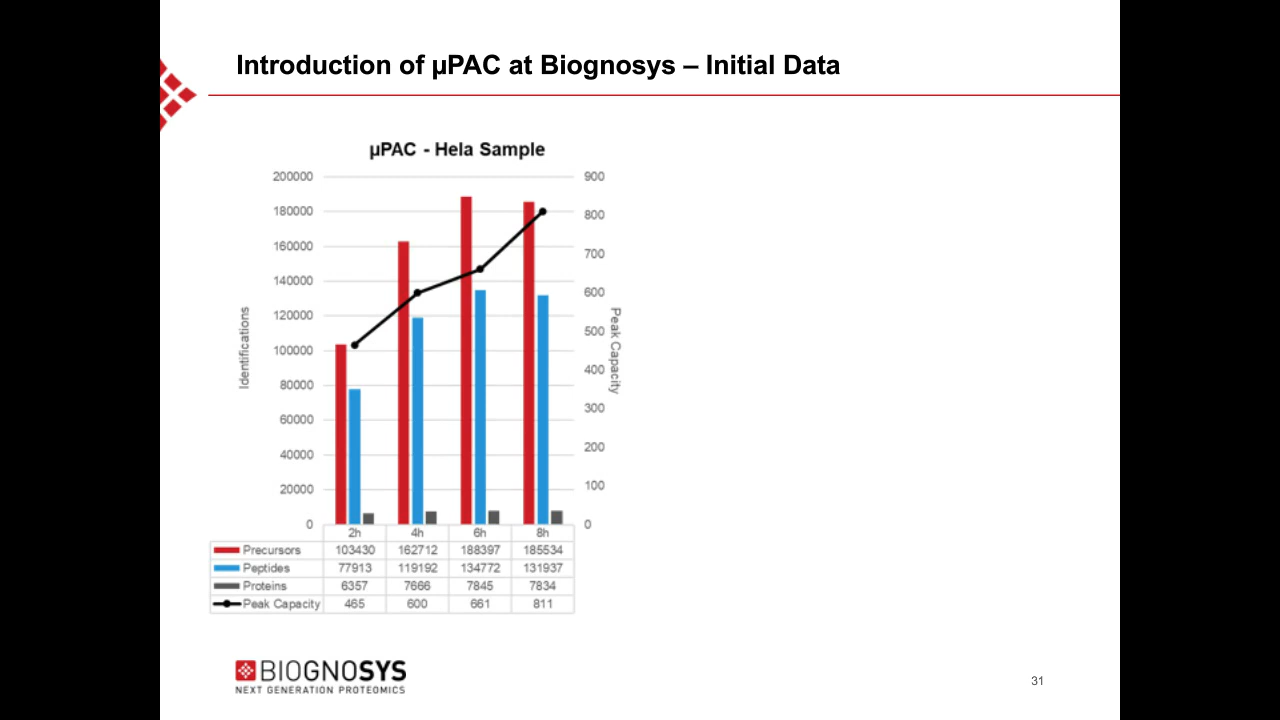 Introduction of µPAC at Biognosys – Initial Data
µPAC - Hela Sample
Identifications
200000
180000
160000
140000
120000
100000
80000
60000
40000
20000
0
900
800
700
600
500
400
300
200
100
0
Peak Capacity
2h 4h 6h 8h
Precursors 103430 162712 188397 185534
Peptides 77913 119192 134772 131937
Proteins 6357 7666 7845 7834
Peak Capacity 465 600 661 811
BIOGNOSYS
NEXT GENERATION PROTEOMICS
31